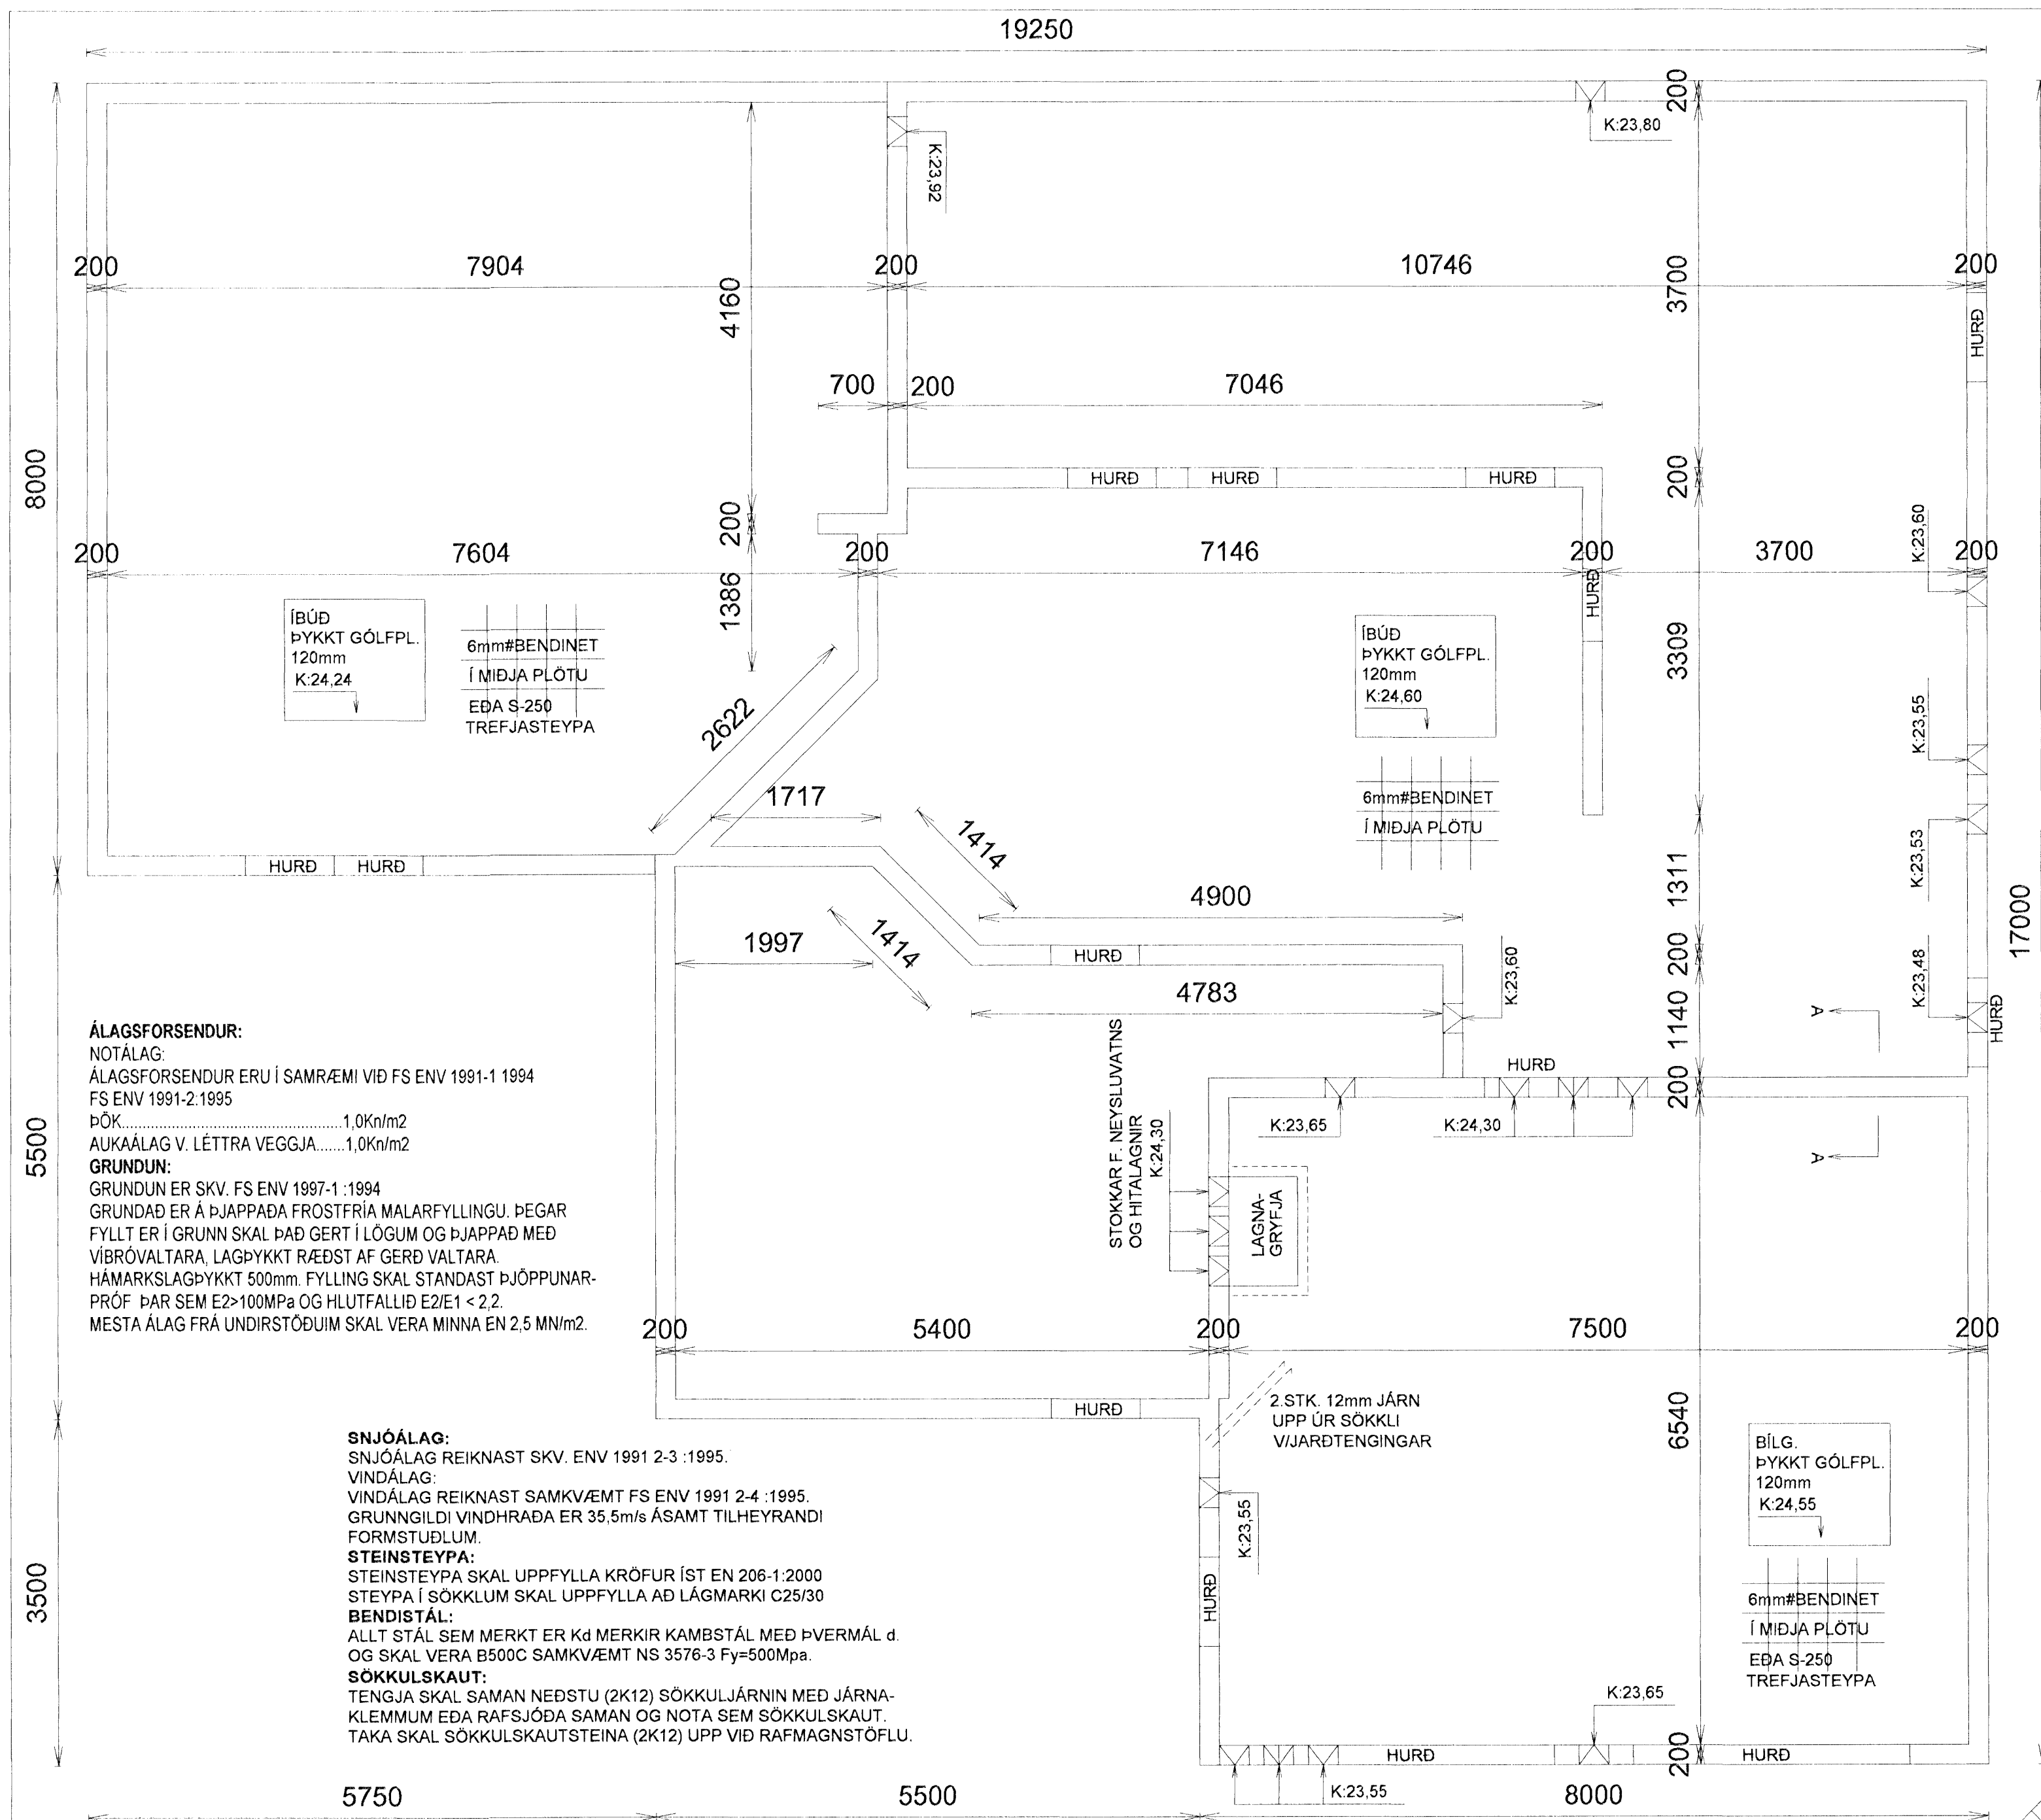 19250
200
K:23,80
K:23,92
200
7904
200
10746
200
4160
3700
HURÐ
700
200
7046
8000
HURÐ
HURÐ
HURÐ
200
200
200
7604
200
7146
200
3700
200
K:23,60
1386
HURÐ
ÍBÚÐ
ÞYKKT GÓLFPL.
120mm
K:24,24
6mm#BENDINET
Í MIÐJA PLÖTU
EÐA S-250
TREFJASTEYPA
ÍBÚÐ
ÞYKKT GÓLFPL.
120mm
K:24,60
3309
K:23,55
2622
1717
6mm#BENDINET
Í MIÐJA PLÖTU
1414
K:23,53
HURÐ
HURÐ
1311
4900
17000
1997
1414
HURÐ
200
K:23,60
K:23,48
4783
1140
A
HURÐ
ÁLAGSFORSENDUR:
NOTÁLAG:
ÁLAGSFORSENDUR ERU Í SAMRÆMI VIÐ FS ENV 1991-1 1994
FS ENV 1991-2:1995
ÞÖK.....................................................1,0Kn/m2
AUKAÁLAG V. LÉTTRA VEGGJA.......1,0Kn/m2
GRUNDUN:
GRUNDUN ER SKV. FS ENV 1997-1 :1994
GRUNDAÐ ER Á ÞJAPPAÐA FROSTFRÍA MALARFYLLINGU. ÞEGAR
FYLLT ER Í GRUNN SKAL ÞAÐ GERT Í LÖGUM OG ÞJAPPAÐ MEÐ
VÍBRÓVALTARA, LAGÞYKKT RÆÐST AF GERÐ VALTARA.
HÁMARKSLAGÞYKKT 500mm. FYLLING SKAL STANDAST ÞJÖPPUNAR-
PRÓF ÞAR SEM E2>100MPa OG HLUTFALLIÐ E2/E1 < 2,2.
MESTA ÁLAG FRÁ UNDIRSTÖÐUIM SKAL VERA MINNA EN 2,5 MN/m2.
5500
HURÐ
200
STOKKAR F. NEYSLUVATNS
OG HITALAGNIR
K:24,30
K:23,65
K:24,30
A
LAGNA-
GRYFJA
200
5400
200
7500
200
HURÐ
2.STK. 12mm JÁRN
UPP ÚR SÖKKLI
V/JARÐTENGINGAR
6540
3500
SNJÓÁLAG:
SNJÓÁLAG REIKNAST SKV. ENV 1991 2-3 :1995.
VINDÁLAG:
VINDÁLAG REIKNAST SAMKVÆMT FS ENV 1991 2-4 :1995.
GRUNNGILDI VINDHRAÐA ER 35,5m/s ÁSAMT TILHEYRANDI
FORMSTUÐLUM.
STEINSTEYPA:
STEINSTEYPA SKAL UPPFYLLA KRÖFUR ÍST EN 206-1:2000
STEYPA Í SÖKKLUM SKAL UPPFYLLA AÐ LÁGMARKI C25/30
BENDISTÁL:
ALLT STÁL SEM MERKT ER Kd MERKIR KAMBSTÁL MEÐ ÞVERMÁL d.
OG SKAL VERA B500C SAMKVÆMT NS 3576-3 Fy=500Mpa.
SÖKKULSKAUT:
TENGJA SKAL SAMAN NEÐSTU (2K12) SÖKKULJÁRNIN MEÐ JÁRNA-
KLEMMUM EÐA RAFSJÓÐA SAMAN OG NOTA SEM SÖKKULSKAUT.
TAKA SKAL SÖKKULSKAUTSTEINA (2K12) UPP VIÐ RAFMAGNSTÖFLU.
K:23,55
HURÐ
BÍLG.
ÞYKKT GÓLFPL.
120mm
K:24,55
6mm#BENDINET
Í MIÐJA PLÖTU
EÐA S-250
TREFJASTEYPA
K:23,65
HURÐ
200
HURÐ
K:23,55
5750
5500
8000